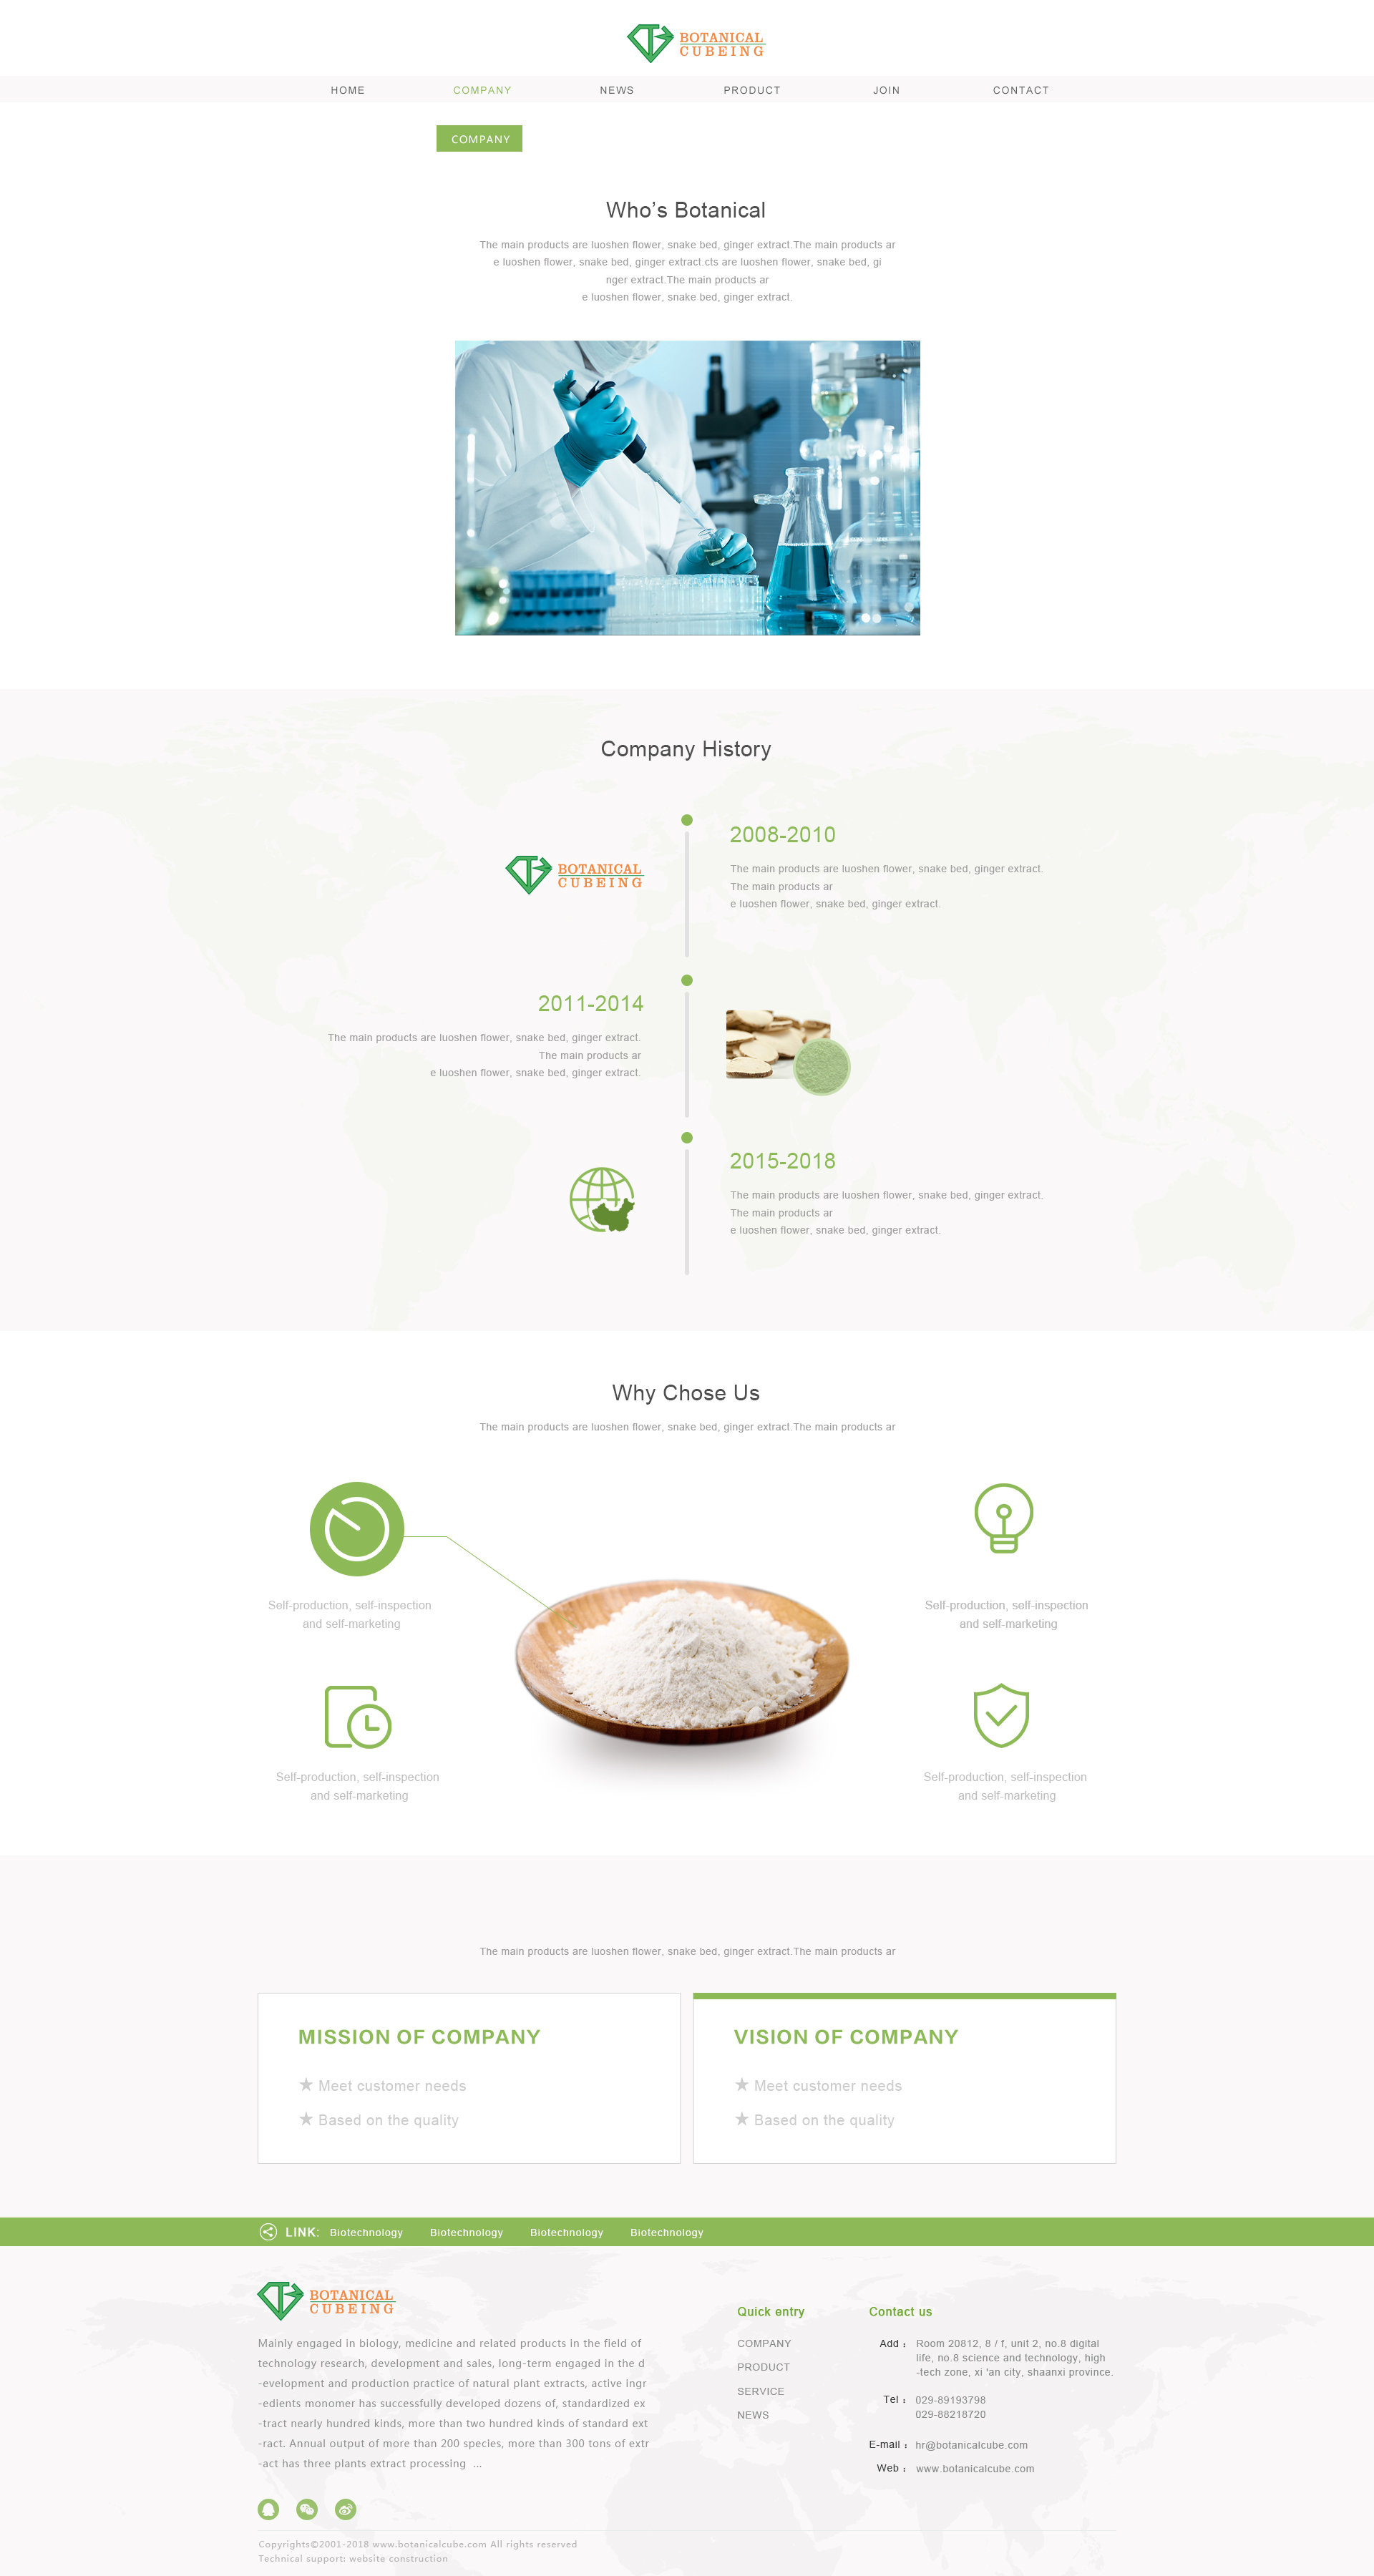 BOTANICAL
CUBEING
HOME COMPANY NEWS PRODUCT JOIN CONTACT
COMPANY
Who's Botanical
The main products are luoshen flower, snake bed, ginger extract.The main products ar
e luoshen flower, snake bed, ginger extract.cts are luoshen flower, snake bed, gi
nger extract.The main products ar
e luoshen flower, snake bed, ginger extract.
Company History
BOTANICAL
CUBEING
2008-2010
The main products are luoshen flower, snake bed, ginger extract.
The main products ar
e luoshen flower, snake bed, ginger extract.
2011-2014
The main products are luoshen flower, snake bed, ginger extract.
The main products ar
e luoshen flower, snake bed, ginger extract.
2015-2018
The main products are luoshen flower, snake bed, ginger extract.
The main products ar
e luoshen flower, snake bed, ginger extract.
Why Chose Us
The main products are luoshen flower, snake bed, ginger extract.The main products ar
Self-production, self-inspection
and self-marketing
Self-production, self-inspection
and self-marketing
Self-production, self-inspection
and self-marketing
Self-production, self-inspection
and self-marketing
The main products are luoshen flower, snake bed, ginger extract.The main products ar
MISSION OF COMPANY
★ Meet customer needs
★ Based on the quality
VISION OF COMPANY
★ Meet customer needs
★ Based on the quality
LINK: Biotechnology Biotechnology Biotechnology Biotechnology
BOTANICAL
CUBEING
Mainly engaged in biology, medicine and related products in the field of
technology research, development and sales, long-term engaged in the d
-evelopment and production practice of natural plant extracts, active ingr
-edients monomer has successfully developed dozens of, standardized ex
-tract nearly hundred kinds, more than two hundred kinds of standard ext
-ract. Annual output of more than 200 species, more than 300 tons of extr
-act has three plants extract processing ...
Quick entry
COMPANY
PRODUCT
SERVICE
NEWS
Contact us
Add : Room 20812, 8 / f, unit 2, no.8 digital
life, no.8 science and technology, high
-tech zone, xi 'an city, shaanxi province.
Tel : 029-89193798
029-88218720
E-mail : hr@botanicalcube.com
Web : www.botanicalcube.com
Copyrights©2001-2018 www.botanicalcube.com All rights reserved
Technical support: website construction